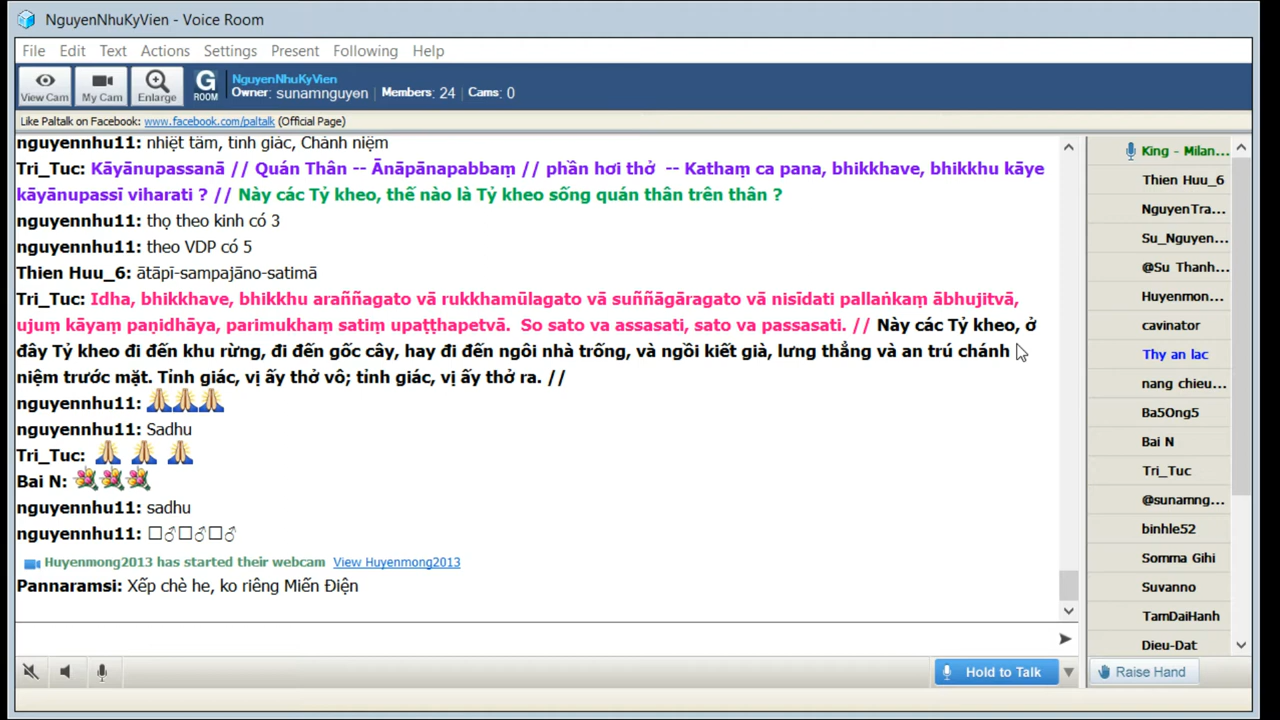 NguyenNhuKyVien - Voice Room
File Edit Text Actions Settings Present Following Help
View Cam My Cam Enlarge G ROOM
NguyenNhuKyVien
Owner: sunamnguyen | Members: 24 | Cams: 0
Like Paltalk on Facebook: www.facebook.com/paltalk (Official Page)
nguyennhu11: nhiệt tâm, tỉnh giác, Chánh niệm
Tri_Tuc: Kāyānupassanā // Quán Thân -- Ānāpānapabbaṃ // phần hơi thở -- Kathaṃ ca pana, bhikkhave, bhikkhu kāye
kāyānupassī viharati ? // Này các Tỷ kheo, thế nào là Tỷ kheo sống quán thân trên thân ?
nguyennhu11: thọ theo kinh có 3
nguyennhu11: theo VDP có 5
Thien Huu_6: ātāpī-sampajāno-satimā
Tri_Tuc: Idha, bhikkhave, bhikkhu araññagato vā rukkhamūlagato vā suññāgāragato vā nisīdati pallaṅkaṃ ābhujitvā,
ujuṃ kāyaṃ paṇidhāya, parimukhaṃ satiṃ upaṭṭhapetvā. So sato va assasati, sato va passasati. // Này các Tỷ kheo, ở
đây Tỷ kheo đi đến khu rừng, đi đến gốc cây, hay đi đến ngôi nhà trống, và ngồi kiết già, lưng thẳng và an trú chánh
niệm trước mặt. Tỉnh giác, vị ấy thở vô; tỉnh giác, vị ấy thở ra. //
nguyennhu11: 🙏🙏🙏
nguyennhu11: Sadhu
Tri_Tuc: 🙏 🙏 🙏
Bai N: 💐💐💐
nguyennhu11: sadhu
nguyennhu11: □♂□♂□♂
Huyenmong2013 has started their webcam View Huyenmong2013
Pannaramsi: Xếp chè he, ko riêng Miến Điện
Hold to Talk
King - Milan...
Thien Huu_6
NguyenTra...
Su_Nguyen...
@Su Thanh...
Huyenmon...
cavinator
Thy an lac
nang chieu...
Ba5Ong5
Bai N
Tri_Tuc
@sunamng...
binhle52
Somma Gihi
Suvanno
TamDaiHanh
Dieu-Dat
Raise Hand